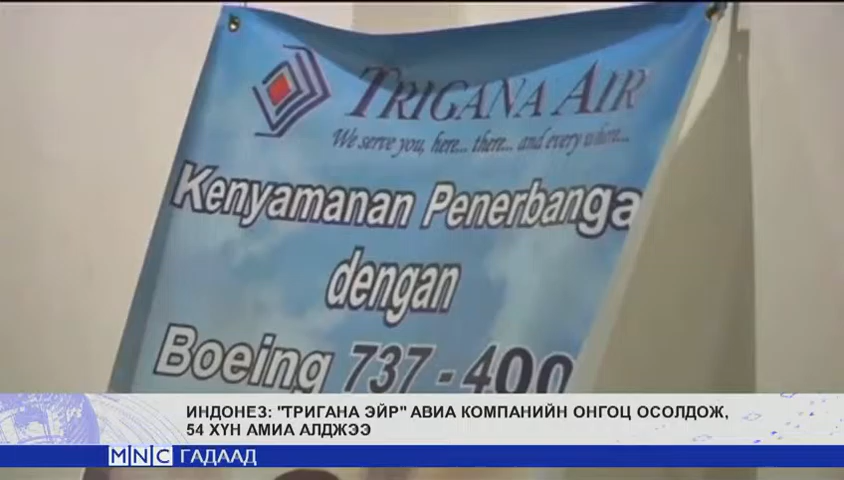 TRIGANA AIR
We serve you, here... there... and every where...
Kenyamanan Penerbanga
dengan
Boeing 737 - 400
ИНДОНЕЗ: "ТРИГАНА ЭЙР" АВИА КОМПАНИЙН ОНГОЦ ОСОЛДОЖ,
54 ХҮН АМИА АЛДЖЭЭ
MNC ГАДААД